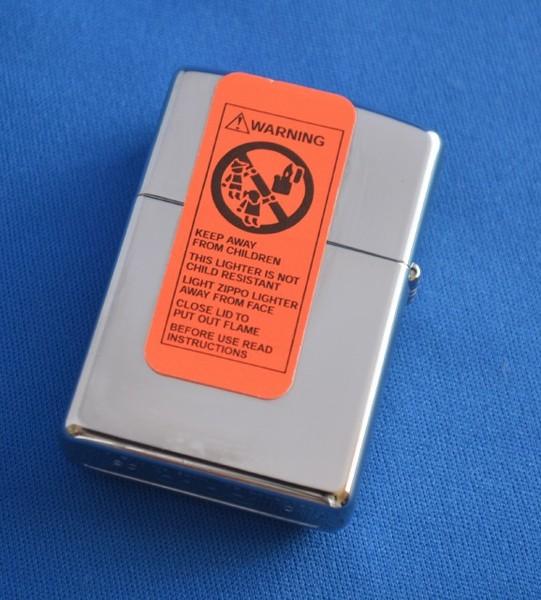 WARNING
KEEP AWAY
FROM CHILDREN
THIS LIGHTER IS NOT
CHILD RESISTANT
LIGHT ZIPPO LIGHTER
AWAY FROM FACE
CLOSE LID TO
PUT OUT FLAME
BEFORE USE READ
INSTRUCTIONS